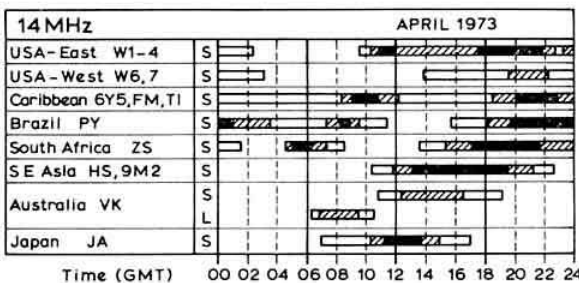 14MHz APRIL 1973
USA-East W1-4 S
USA-West W6,7 S
Caribbean 6Y5,FM,TI S
Brazil PY S
South Africa ZS S
SE Asia HS,9M2 S
Australia VK S
L
Japan JA S
Time (GMT) 00 02 04 06 08 10 12 14 16 18 20 22 24